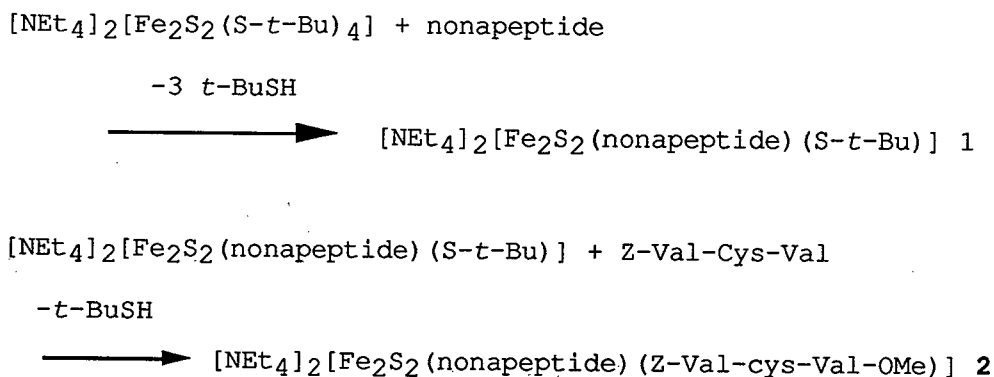 [NEt4]2[Fe2S2(S-t-Bu)4] + nonapeptide
-3 t-BuSH
[NEt4]2[Fe2S2(nonapeptide)(S-t-Bu)] 1
[NEt4]2[Fe2S2(nonapeptide)(S-t-Bu)] + Z-Val-Cys-Val
-t-BuSH
[NEt4]2[Fe2S2(nonapeptide)(Z-Val-cys-Val-OMe)] 2